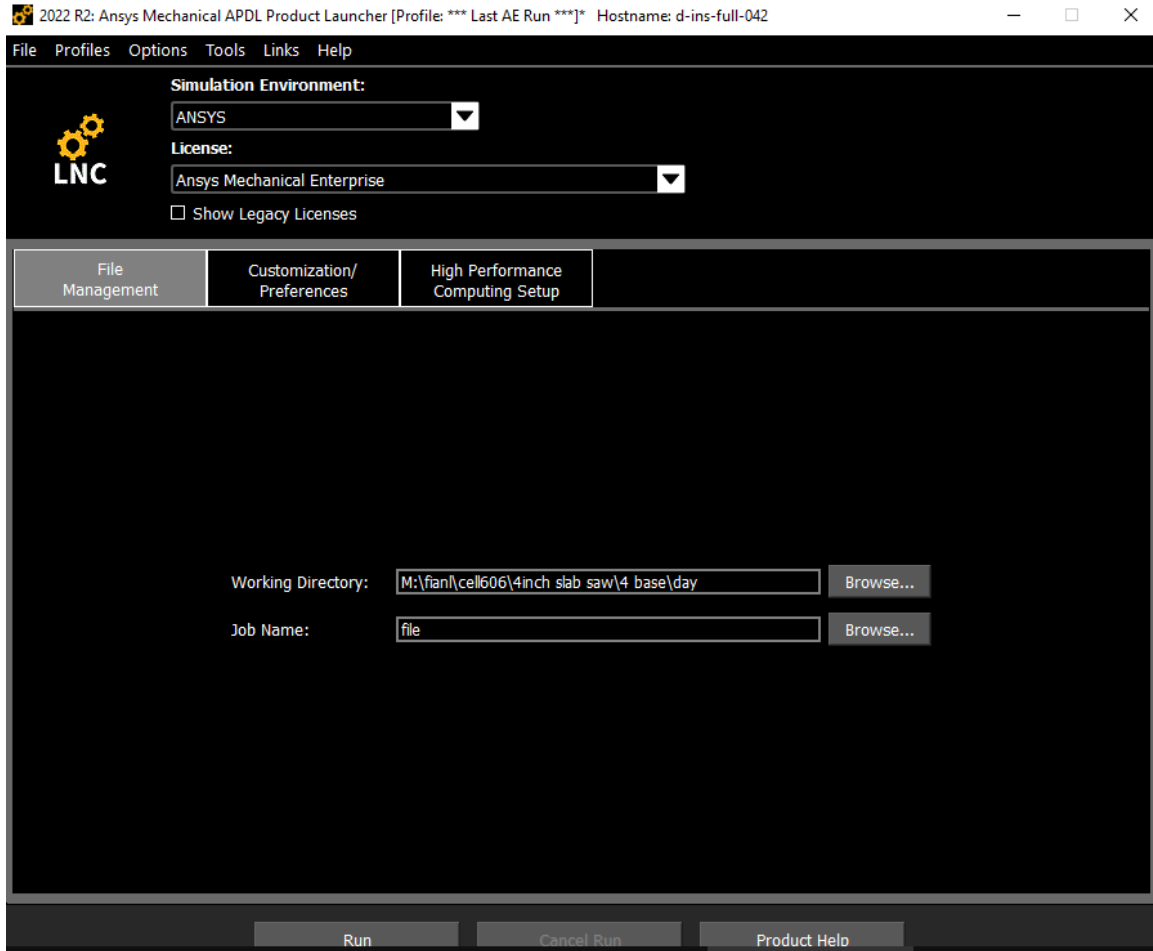 2022 R2: Ansys Mechanical APDL Product Launcher [Profile: *** Last AE Run ***]* Hostname: d-ins-full-042
File Profiles Options Tools Links Help
Simulation Environment:
ANSYS
License:
LNC
Ansys Mechanical Enterprise
Show Legacy Licenses
File
Management
Customization/
Preferences
High Performance
Computing Setup
Working Directory: M:\fianl\cell606\4inch slab saw\4 base\day Browse...
Job Name: file Browse...
Run Cancel Run Product Help